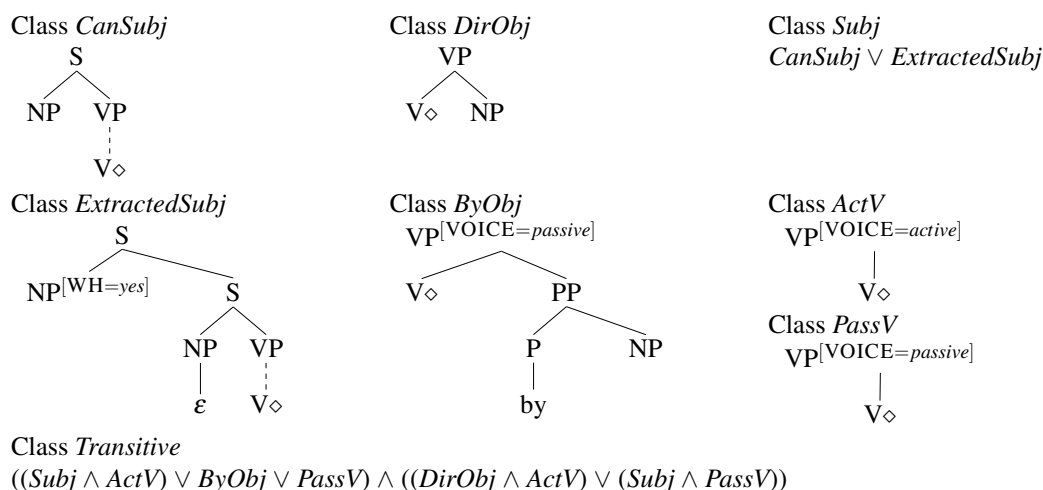 Class CanSubj
S
NP VP
V◇
Class DirObj
VP
V◇ NP
Class Subj
CanSubj ∨ ExtractedSubj
Class ExtractedSubj
S
NP[WH=yes]
S
NP VP
ε V◇
Class ByObj
VP[VOICE=passive]
V◇ PP
P NP
by
Class ActV
VP[VOICE=active]
V◇
Class PassV
VP[VOICE=passive]
V◇
Class Transitive
((Subj ∧ ActV) ∨ ByObj ∨ PassV) ∧ ((DirObj ∧ ActV) ∨ (Subj ∧ PassV))